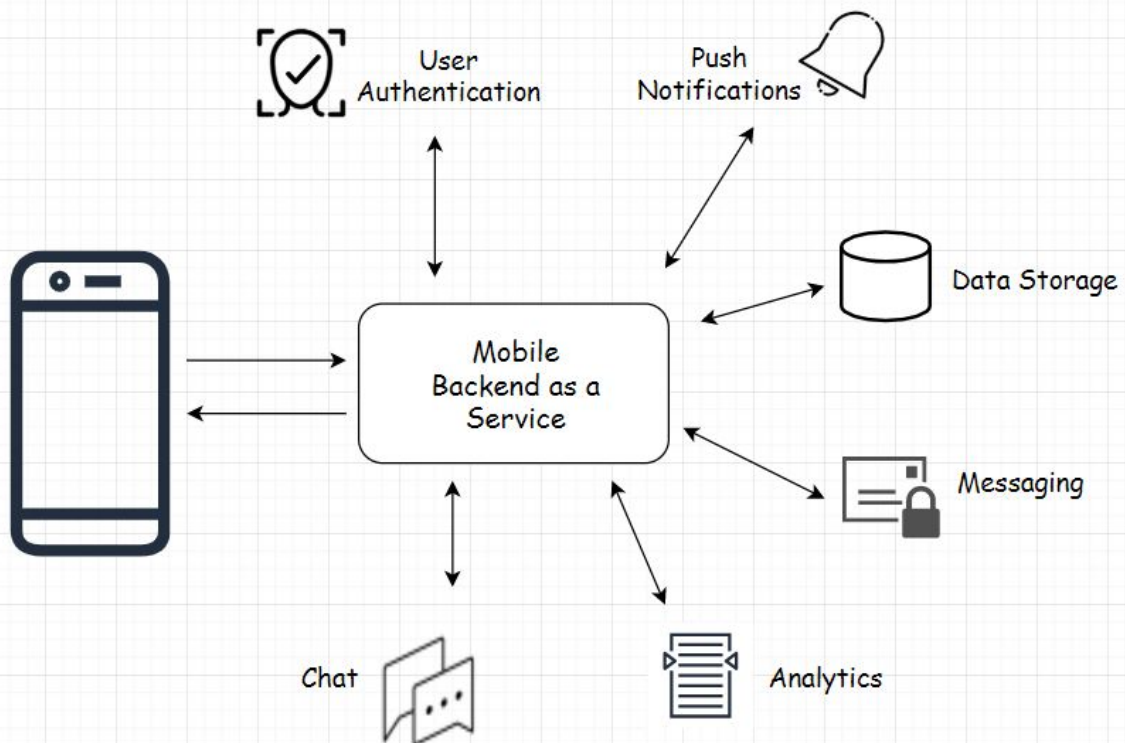 User
Authentication
Push
Notifications
Data Storage
Mobile
Backend as a
Service
Messaging
Chat
Analytics